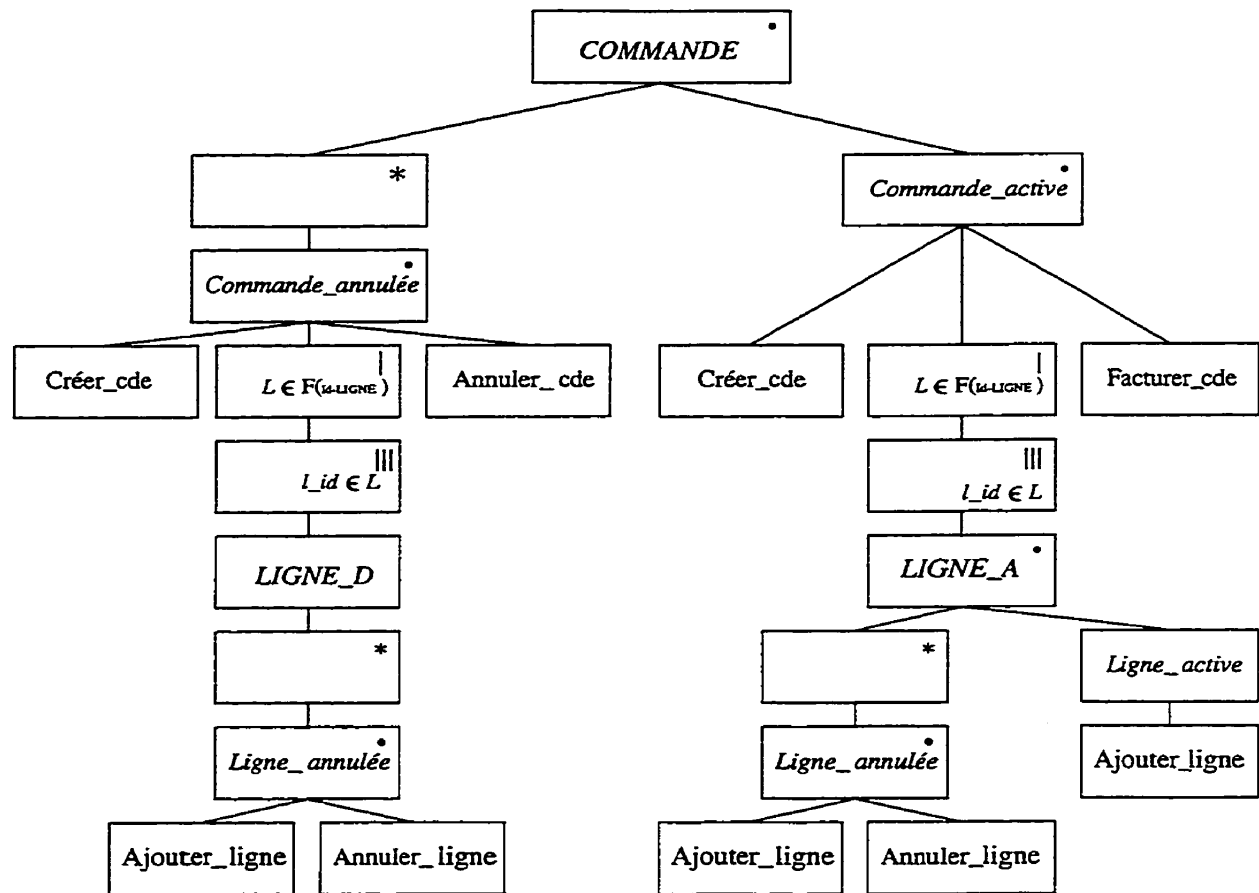 COMMANDE •
*
Commande_active •
Commande_annulée •
Créer_cde
|
L ∈ F(id-LIGNE)
Annuler_cde
Créer_cde
|
L ∈ F(id-LIGNE)
Facturer_cde
|||
l_id ∈ L
|||
l_id ∈ L
LIGNE_D
LIGNE_A •
*
*
Ligne_active
Ligne_annulée •
Ligne_annulée •
Ajouter_ligne
Ajouter_ligne
Annuler_ligne
Ajouter_ligne
Annuler_ligne